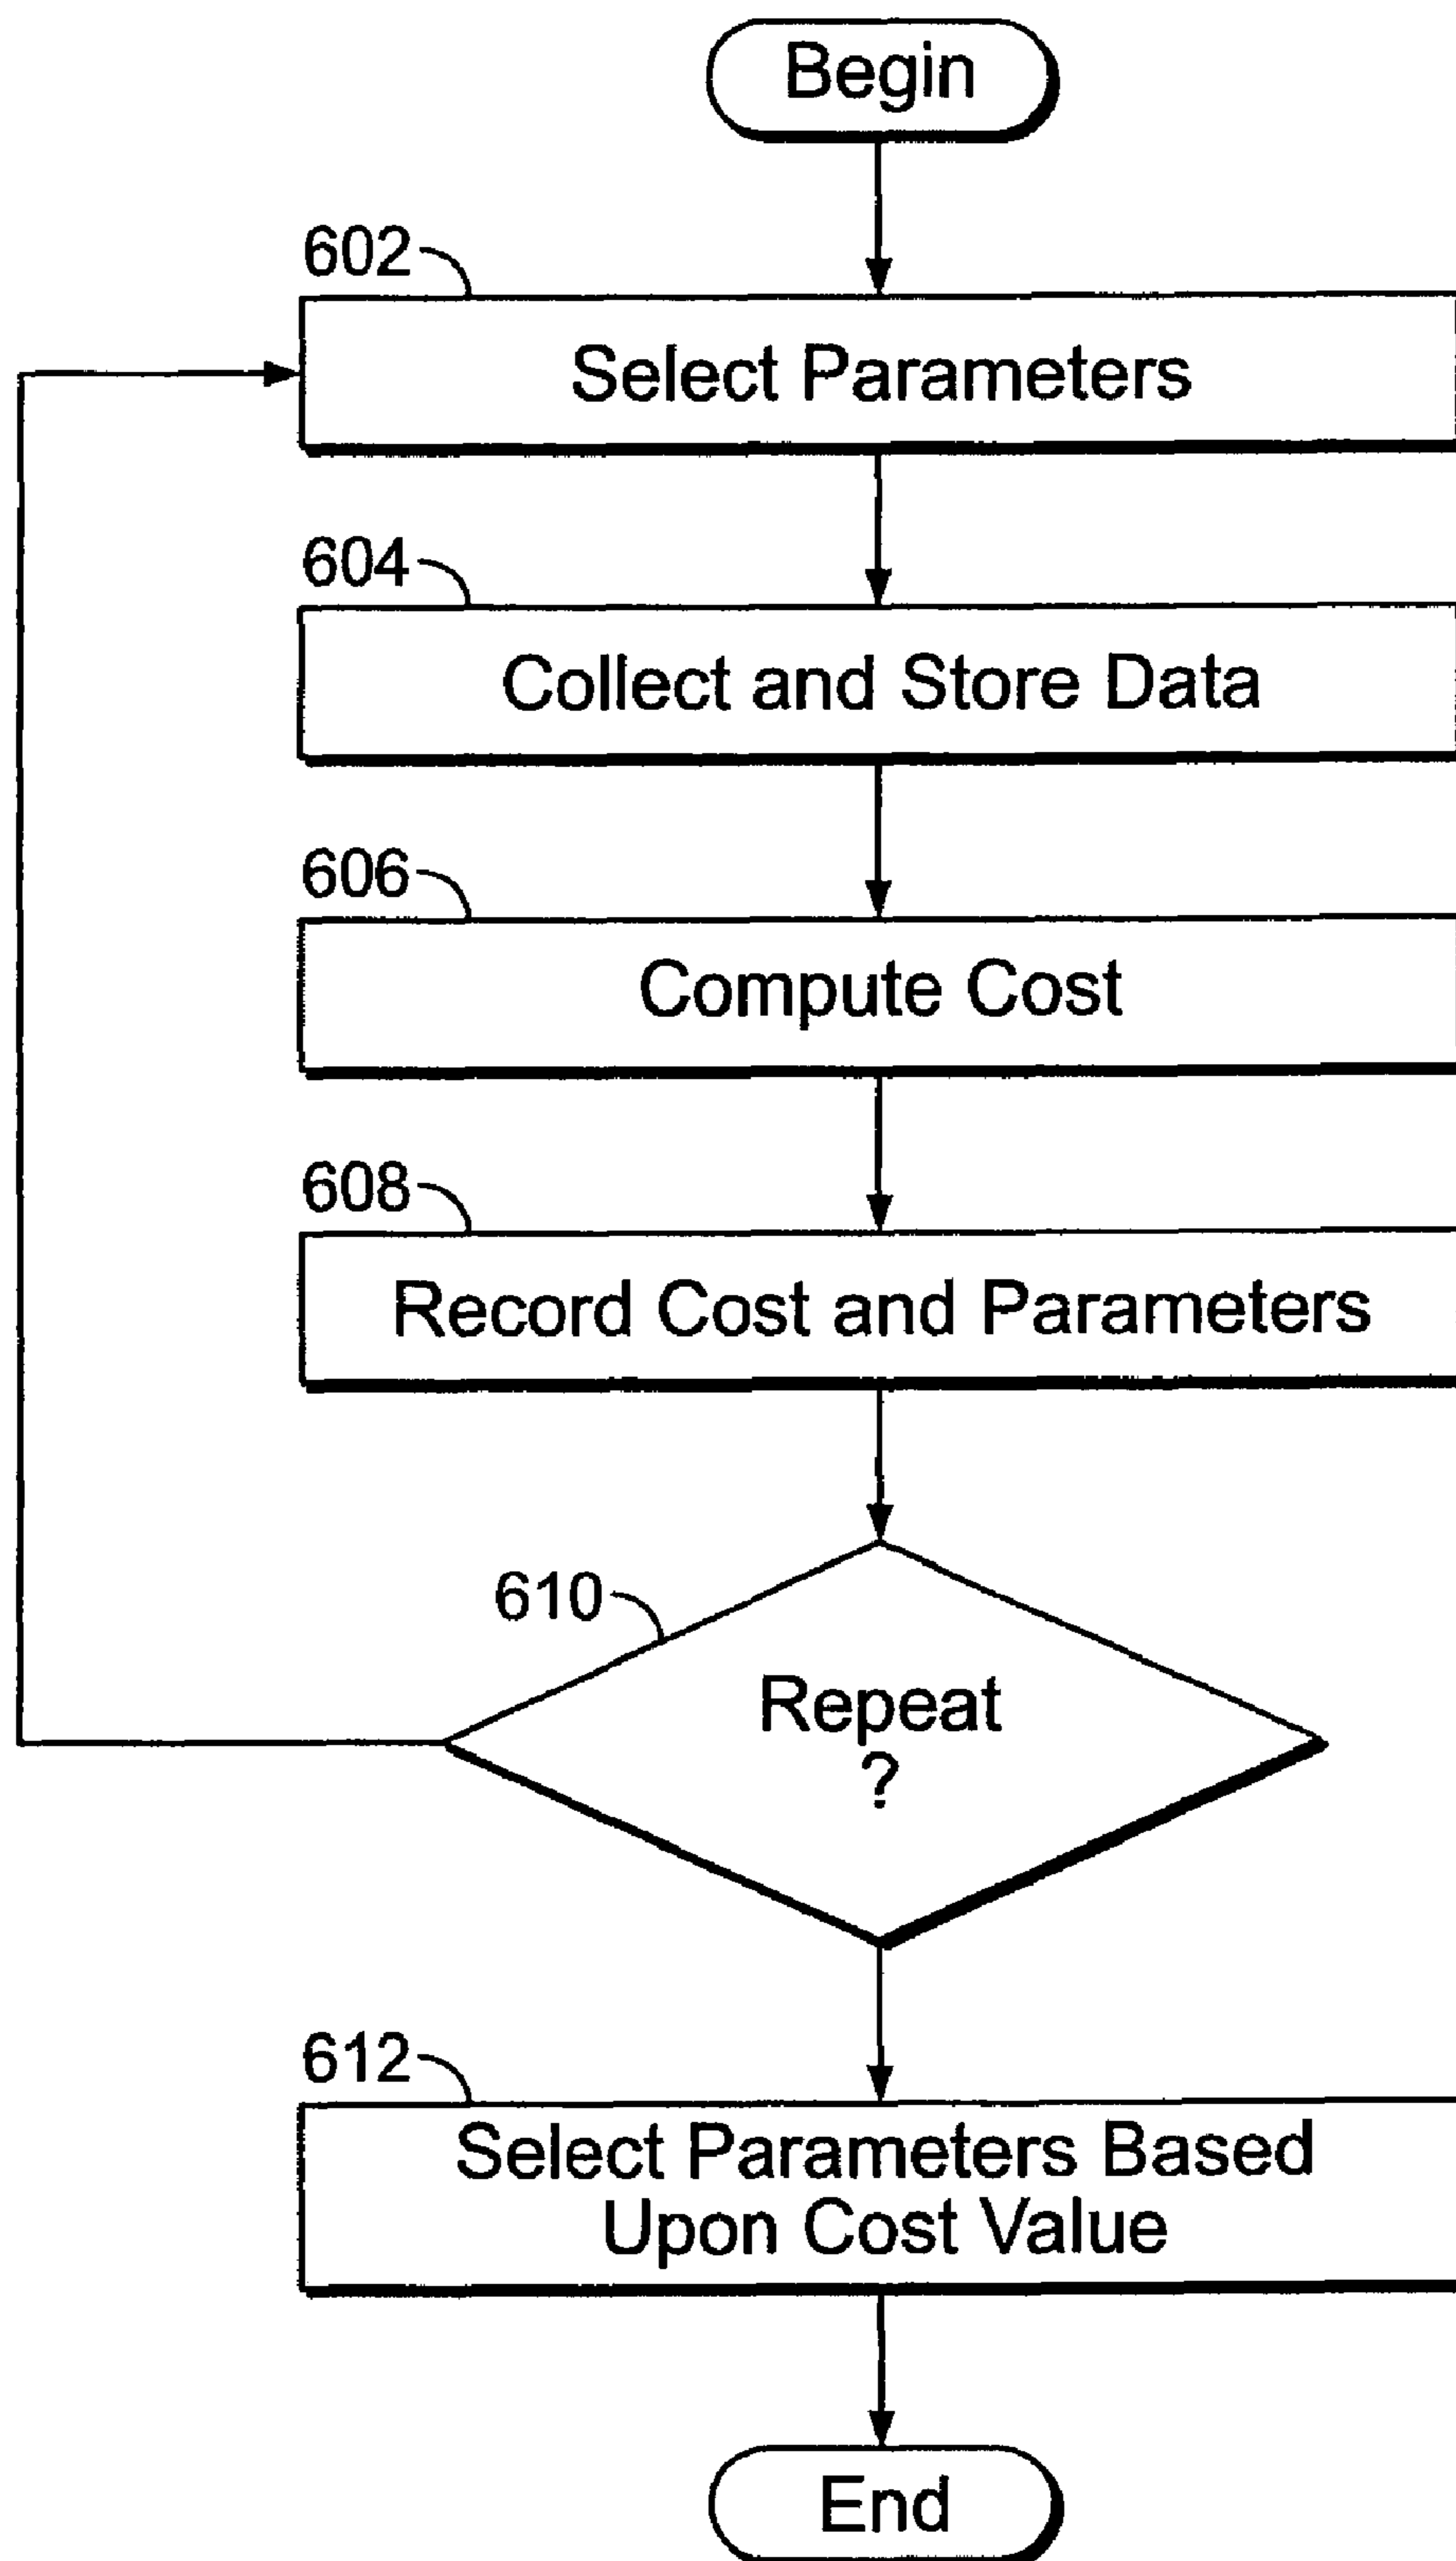 Begin
602
Select Parameters
604
Collect and Store Data
606
Compute Cost
608
Record Cost and Parameters
610
Repeat
?
612
Select Parameters Based
Upon Cost Value
End